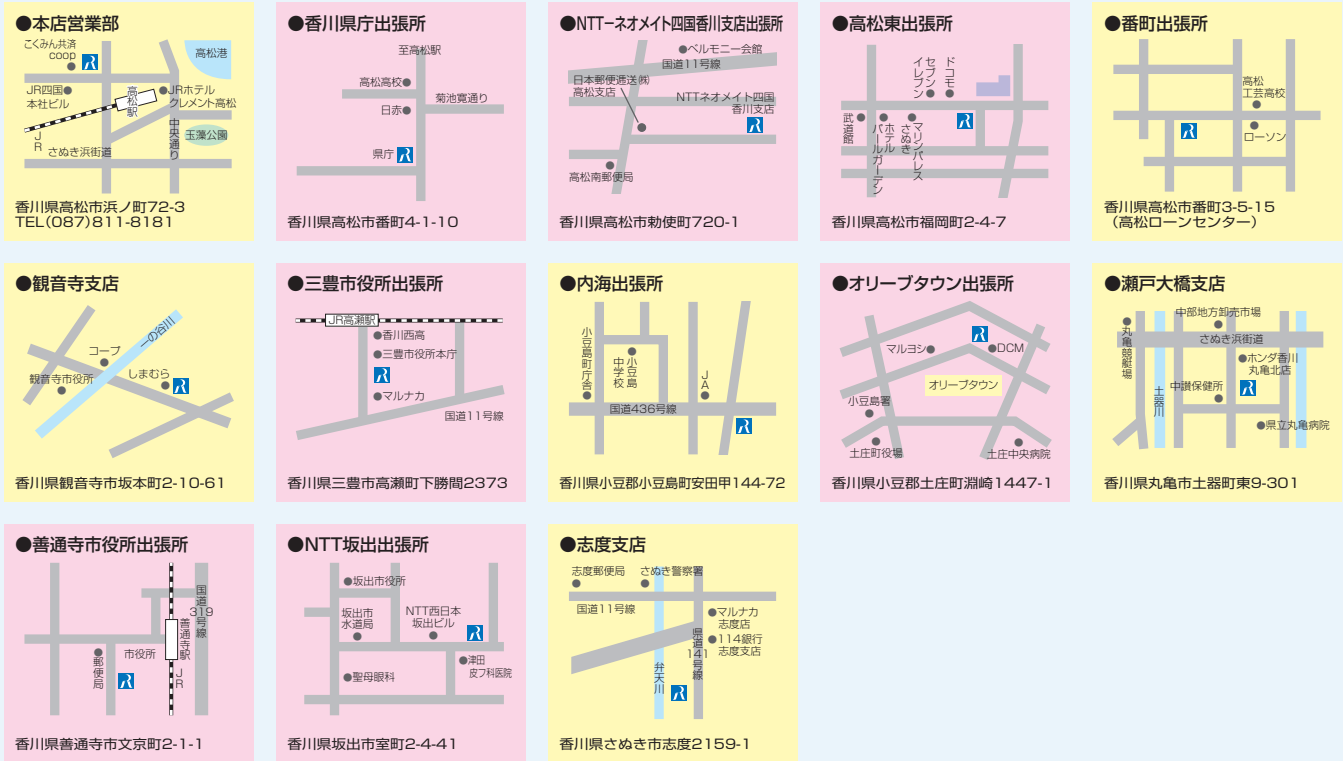 ●本店営業部
こくみん共済
coop
高松港
JR四国
本社ビル
高松駅
JRホテル
クレメント高松
JR
中央通り
玉藻公園
さぬき浜街道
香川県高松市浜ノ町72-3
TEL(087)811-8181
●香川県庁出張所
至高松駅
高松高校
菊池寛通り
日赤
県庁
香川県高松市番町4-1-10
●NTT-ネオメイト四国香川支店出張所
ベルモニー会館
国道11号線
日本郵便逓送㈱
高松支店
NTTネオメイト四国
香川支店
高松南郵便局
香川県高松市勅使町720-1
●高松東出張所
セブン
イレブン
ドコモ
武道館
ホテル
パールガーデン
マリンパレス
さぬき
香川県高松市福岡町2-4-7
●番町出張所
高松
工芸高校
ローソン
香川県高松市番町3-5-15
(高松ローンセンター)
●観音寺支店
一の谷川
コープ
観音寺市役所
しまむら
香川県観音寺市坂本町2-10-61
●三豊市役所出張所
JR高瀬駅
香川西高
三豊市役所本庁
マルナカ
国道11号線
香川県三豊市高瀬町下勝間2373
●内海出張所
小豆島町庁舎
小豆島
中学校
JA
国道436号線
香川県小豆郡小豆島町安田甲144-72
●オリーブタウン出張所
マルヨシ
DCM
オリーブタウン
小豆島署
土庄町役場
土庄中央病院
香川県小豆郡土庄町淵崎1447-1
●瀬戸大橋支店
中部地方卸売市場
丸亀競艇場
さぬき浜街道
ホンダ香川
丸亀北店
中讃保健所
土器川
県立丸亀病院
香川県丸亀市土器町東9-301
●善通寺市役所出張所
国道319号線
善通寺駅
市役所
郵便局
JR
香川県善通寺市文京町2-1-1
●NTT坂出出張所
坂出市役所
坂出市
水道局
NTT西日本
坂出ビル
津田
皮フ科医院
聖母眼科
香川県坂出市室町2-4-41
●志度支店
志度郵便局
さぬき警察署
国道11号線
マルナカ
志度店
114銀行
志度支店
県道141号線
弁天川
香川県さぬき市志度2159-1